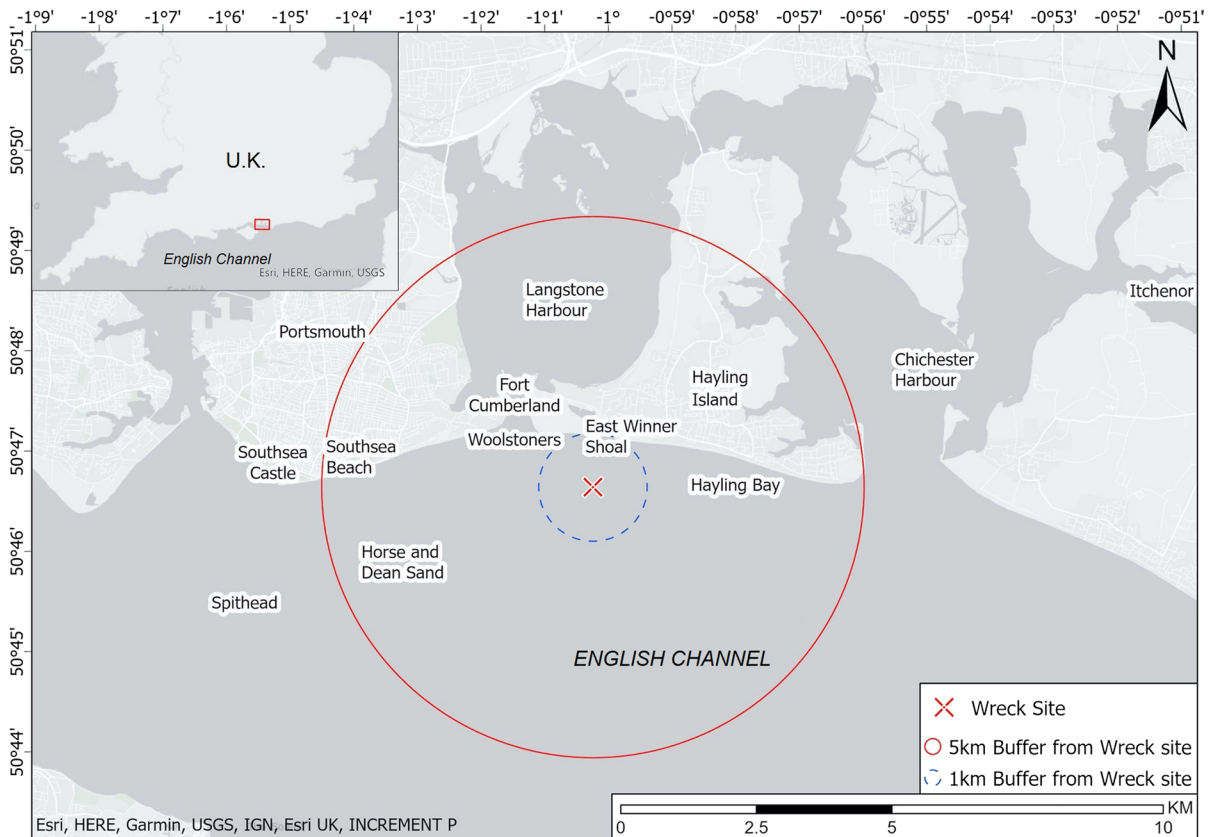 -1°9' -1°8' -1°7' -1°6' -1°5' -1°4' -1°3' -1°2' -1°1' -1° -0°59' -0°58' -0°57' -0°56' -0°55' -0°54' -0°53' -0°52' -0°51'
50°51'
50°50'
50°49'
50°48'
50°47'
50°46'
50°45'
50°44'
U.K.
English Channel
Esri, HERE, Garmin, USGS
N
Langstone
Harbour
Itchenor
Portsmouth
Chichester
Harbour
Hayling
Island
Fort
Cumberland
East Winner
Shoal
Woolstoners
Southsea
Beach
Southsea
Castle
Hayling Bay
Horse and
Dean Sand
Spithead
ENGLISH CHANNEL
Wreck Site
5km Buffer from Wreck site
1km Buffer from Wreck site
KM
0 2.5 5 10
Esri, HERE, Garmin, USGS, IGN, Esri UK, INCREMENT P